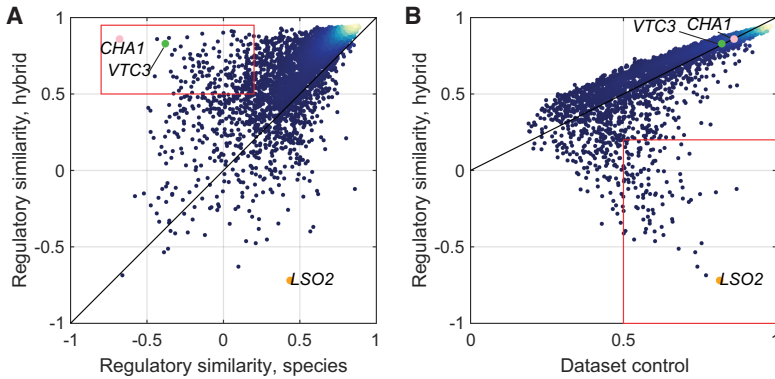 A
Regulatory similarity, hybrid
1
0.5
0
-0.5
-1
CHA1
VTC3
LSO2
-1
-0.5
0
0.5
1
Regulatory similarity, species
B
Regulatory similarity, hybrid
1
0.5
0
-0.5
-1
VTC3
CHA1
LSO2
0
0.5
1
Dataset control